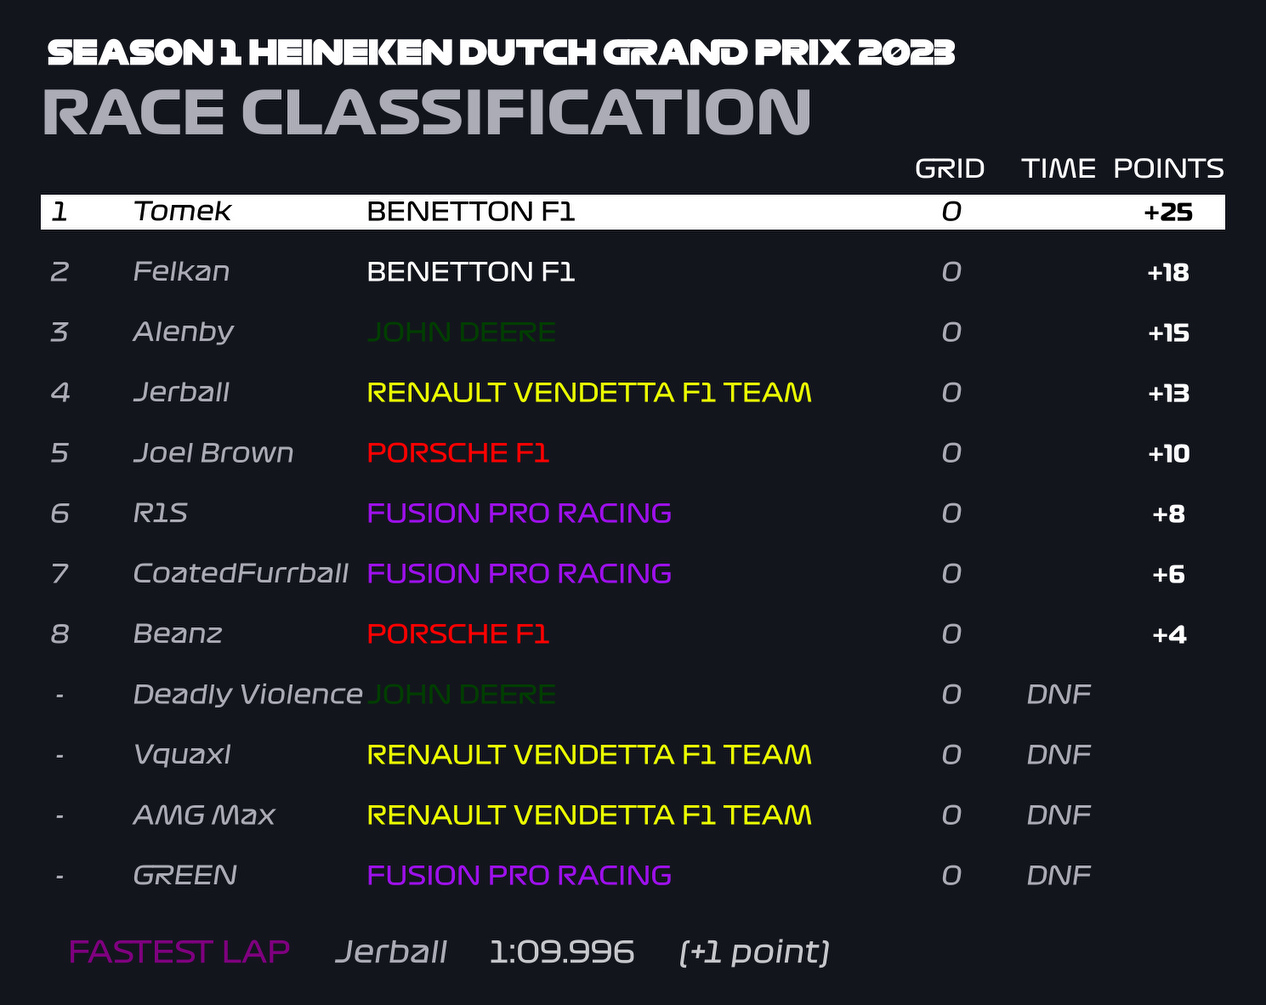 SEASON 1 HEINEKEN DUTCH GRAND PRIX 2023
RACE CLASSIFICATION
GRID TIME POINTS
1 Tomek BENETTON F1 0 +25
2 Felkan BENETTON F1 0 +18
3 Alenby JOHN DEERE 0 +15
4 Jerball RENAULT VENDETTA F1 TEAM 0 +13
5 Joel Brown PORSCHE F1 0 +10
6 R1S FUSION PRO RACING 0 +8
7 CoatedFurrball FUSION PRO RACING 0 +6
8 Beanz PORSCHE F1 0 +4
- Deadly Violence JOHN DEERE 0 DNF
- Vquaxl RENAULT VENDETTA F1 TEAM 0 DNF
- AMG Max RENAULT VENDETTA F1 TEAM 0 DNF
- GREEN FUSION PRO RACING 0 DNF
FASTEST LAP Jerball 1:09.996 (+1 point)